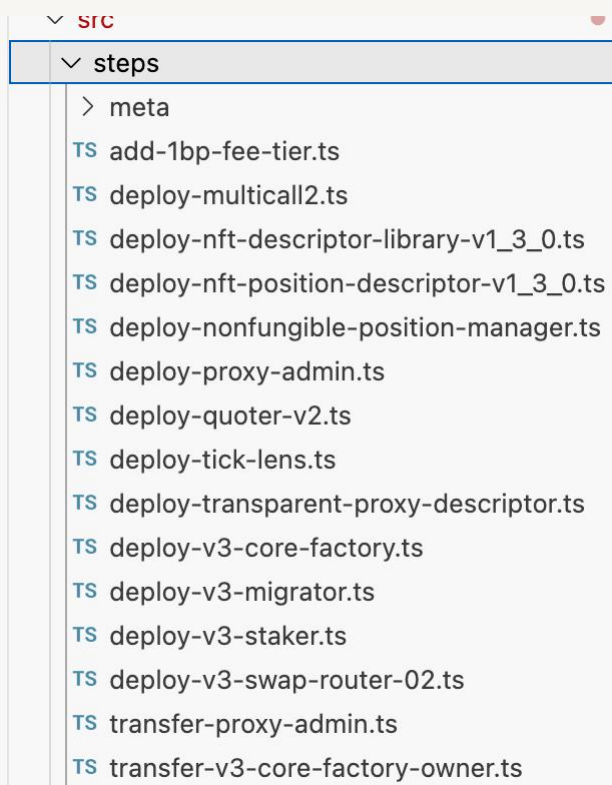 src
steps
meta
TS add-1bp-fee-tier.ts
TS deploy-multicall2.ts
TS deploy-nft-descriptor-library-v1_3_0.ts
TS deploy-nft-position-descriptor-v1_3_0.ts
TS deploy-nonfungible-position-manager.ts
TS deploy-proxy-admin.ts
TS deploy-quoter-v2.ts
TS deploy-tick-lens.ts
TS deploy-transparent-proxy-descriptor.ts
TS deploy-v3-core-factory.ts
TS deploy-v3-migrator.ts
TS deploy-v3-staker.ts
TS deploy-v3-swap-router-02.ts
TS transfer-proxy-admin.ts
TS transfer-v3-core-factory-owner.ts